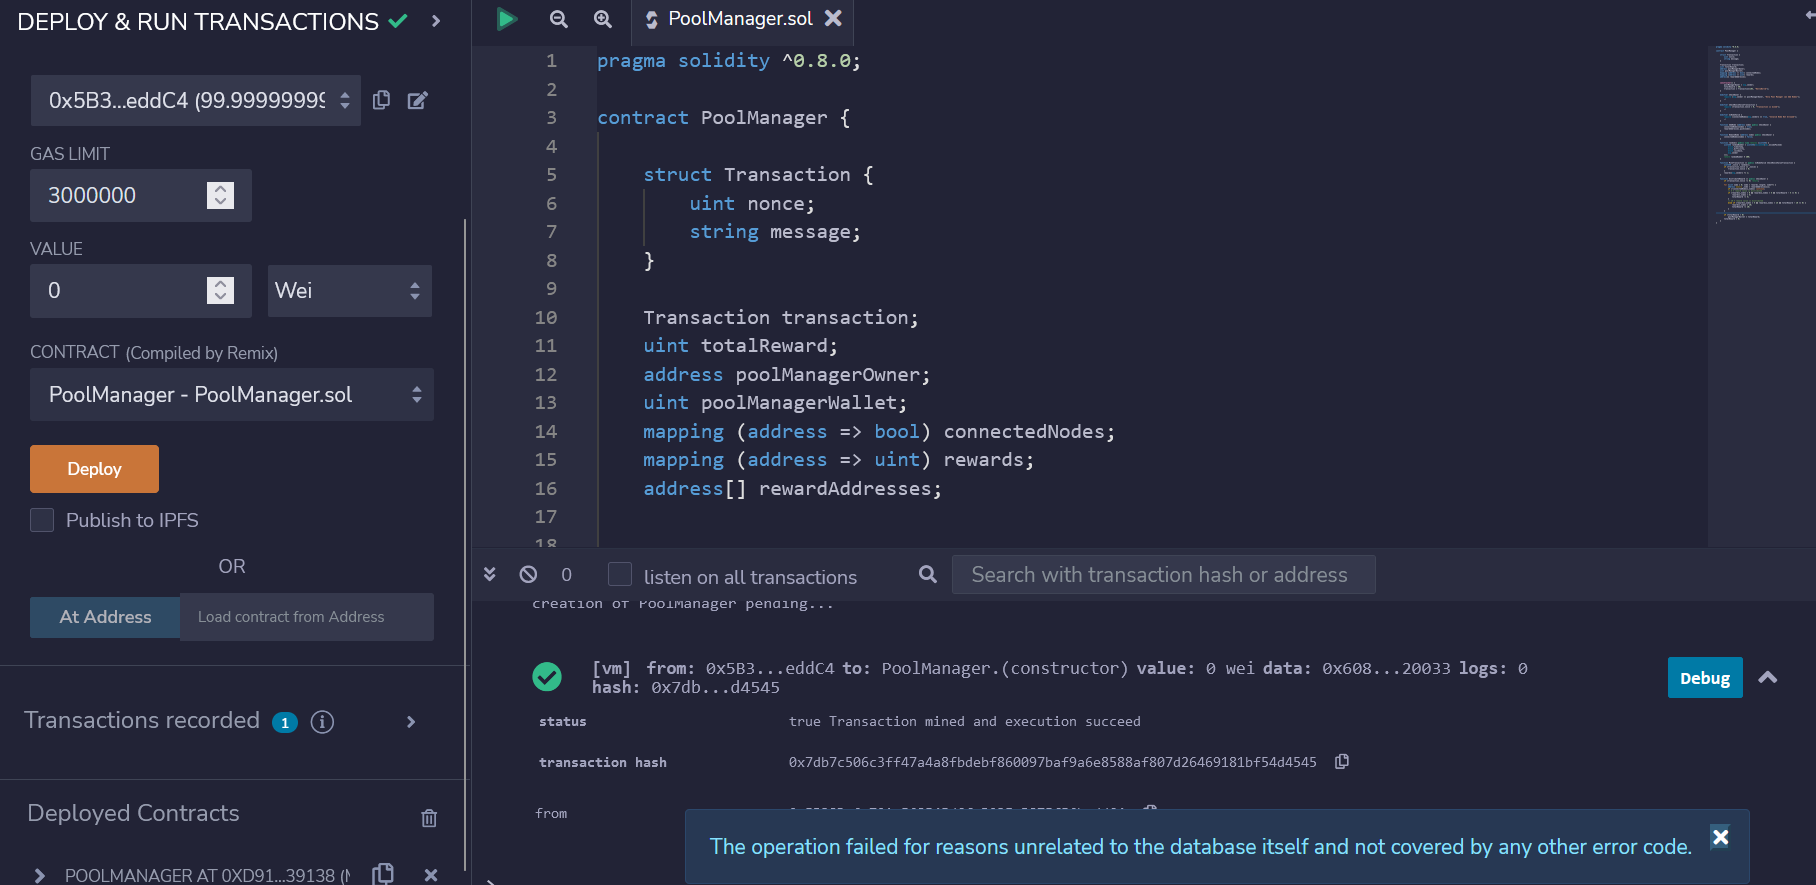 DEPLOY & RUN TRANSACTIONS
0x5B3...eddC4 (99.99999999
GAS LIMIT
3000000
VALUE
0
Wei
CONTRACT (Compiled by Remix)
PoolManager - PoolManager.sol
Deploy
Publish to IPFS
OR
At Address
Load contract from Address
Transactions recorded 1 i
Deployed Contracts
POOLMANAGER AT 0XD91...39138
PoolManager.sol
1 pragma solidity ^0.8.0;
2
3 contract PoolManager {
4
5 struct Transaction {
6 uint nonce;
7 string message;
8 }
9
10 Transaction transaction;
11 uint totalReward;
12 address poolManagerOwner;
13 uint poolManagerWallet;
14 mapping (address => bool) connectedNodes;
15 mapping (address => uint) rewards;
16 address[] rewardAddresses;
17
18
0
listen on all transactions
Search with transaction hash or address
creation of PoolManager pending...
[vm] from: 0x5B3...eddC4 to: PoolManager.(constructor) value: 0 wei data: 0x608...20033 logs: 0
hash: 0x7db...d4545
Debug
status true Transaction mined and execution succeed
transaction hash 0x7db7c506c3ff47a4a8fbdebf860097baf9a6e8588af807d26469181bf54d4545
from
The operation failed for reasons unrelated to the database itself and not covered by any other error code.